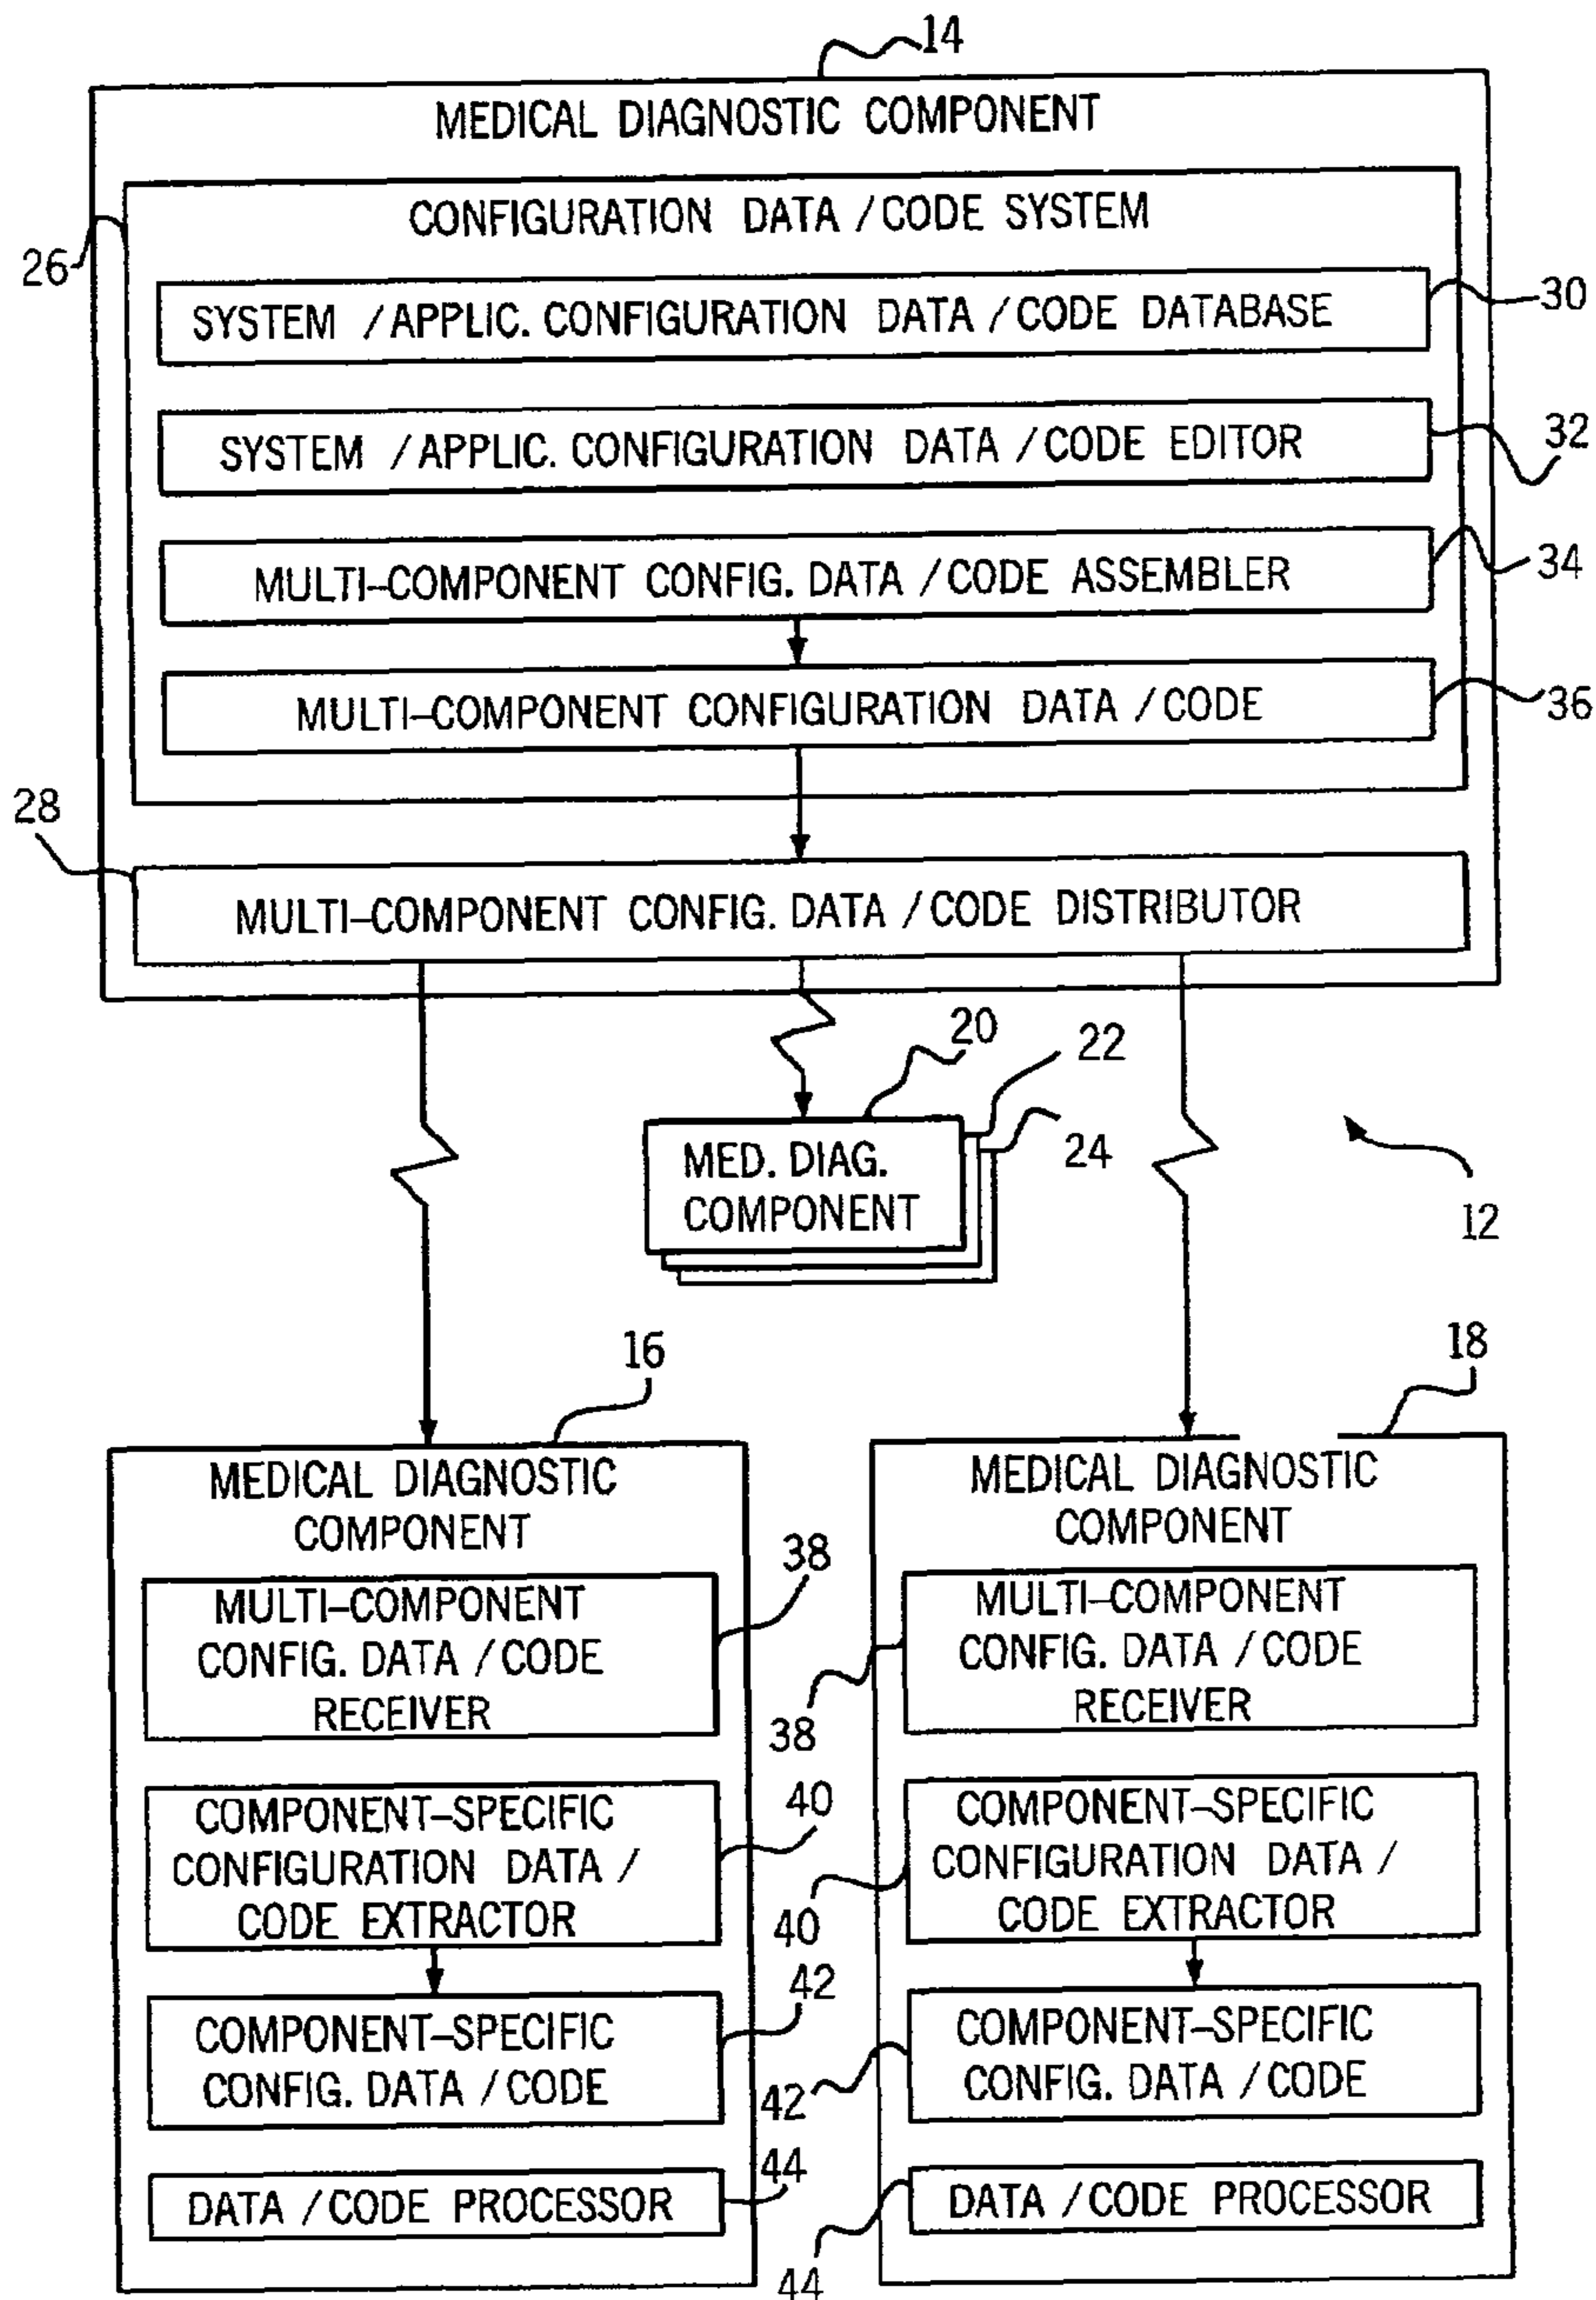 14
MEDICAL DIAGNOSTIC COMPONENT
CONFIGURATION DATA / CODE SYSTEM
26
SYSTEM / APPLIC. CONFIGURATION DATA / CODE DATABASE
30
SYSTEM / APPLIC. CONFIGURATION DATA / CODE EDITOR
32
MULTI-COMPONENT CONFIG. DATA / CODE ASSEMBLER
34
MULTI-COMPONENT CONFIGURATION DATA / CODE
36
28
MULTI-COMPONENT CONFIG. DATA / CODE DISTRIBUTOR
20
22
24
MED. DIAG.
COMPONENT
12
16
MEDICAL DIAGNOSTIC
COMPONENT
38
MULTI-COMPONENT
CONFIG. DATA / CODE
RECEIVER
40
COMPONENT-SPECIFIC
CONFIGURATION DATA /
CODE EXTRACTOR
42
COMPONENT-SPECIFIC
CONFIG. DATA / CODE
44
DATA / CODE PROCESSOR
18
MEDICAL DIAGNOSTIC
COMPONENT
MULTI-COMPONENT
CONFIG. DATA / CODE
RECEIVER
38
COMPONENT-SPECIFIC
CONFIGURATION DATA /
CODE EXTRACTOR
40
COMPONENT-SPECIFIC
CONFIG. DATA / CODE
42
DATA / CODE PROCESSOR
44